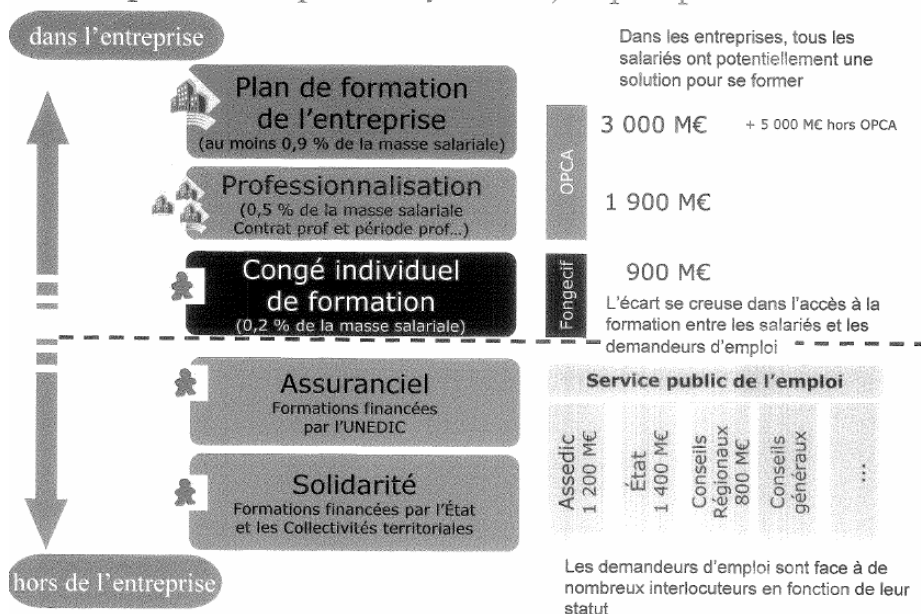 dans l'entreprise
Dans les entreprises, tous les
salariés ont potentiellement une
solution pour se former
Plan de formation
de l'entreprise
(au moins 0,9 % de la masse salariale)
OPCA
3 000 M€
+ 5 000 M€ hors OPCA
Professionnalisation
(0,5 % de la masse salariale
Contrat prof et période prof...)
1 900 M€
Congé individuel
de formation
(0,2 % de la masse salariale)
Fongecif
900 M€
L'écart se creuse dans l'accès à la
formation entre les salariés et les
demandeurs d'emploi
Assuranciel
Formations financées
par l'UNEDIC
Service public de l'emploi
Assedic
1 200 M€
État
1 400 M€
Conseils
Régionaux
800 M€
Conseils
généraux
...
Solidarité
Formations financées par l'État
et les Collectivités territoriales
hors de l'entreprise
Les demandeurs d'emploi sont face à de
nombreux interlocuteurs en fonction de leur
statut